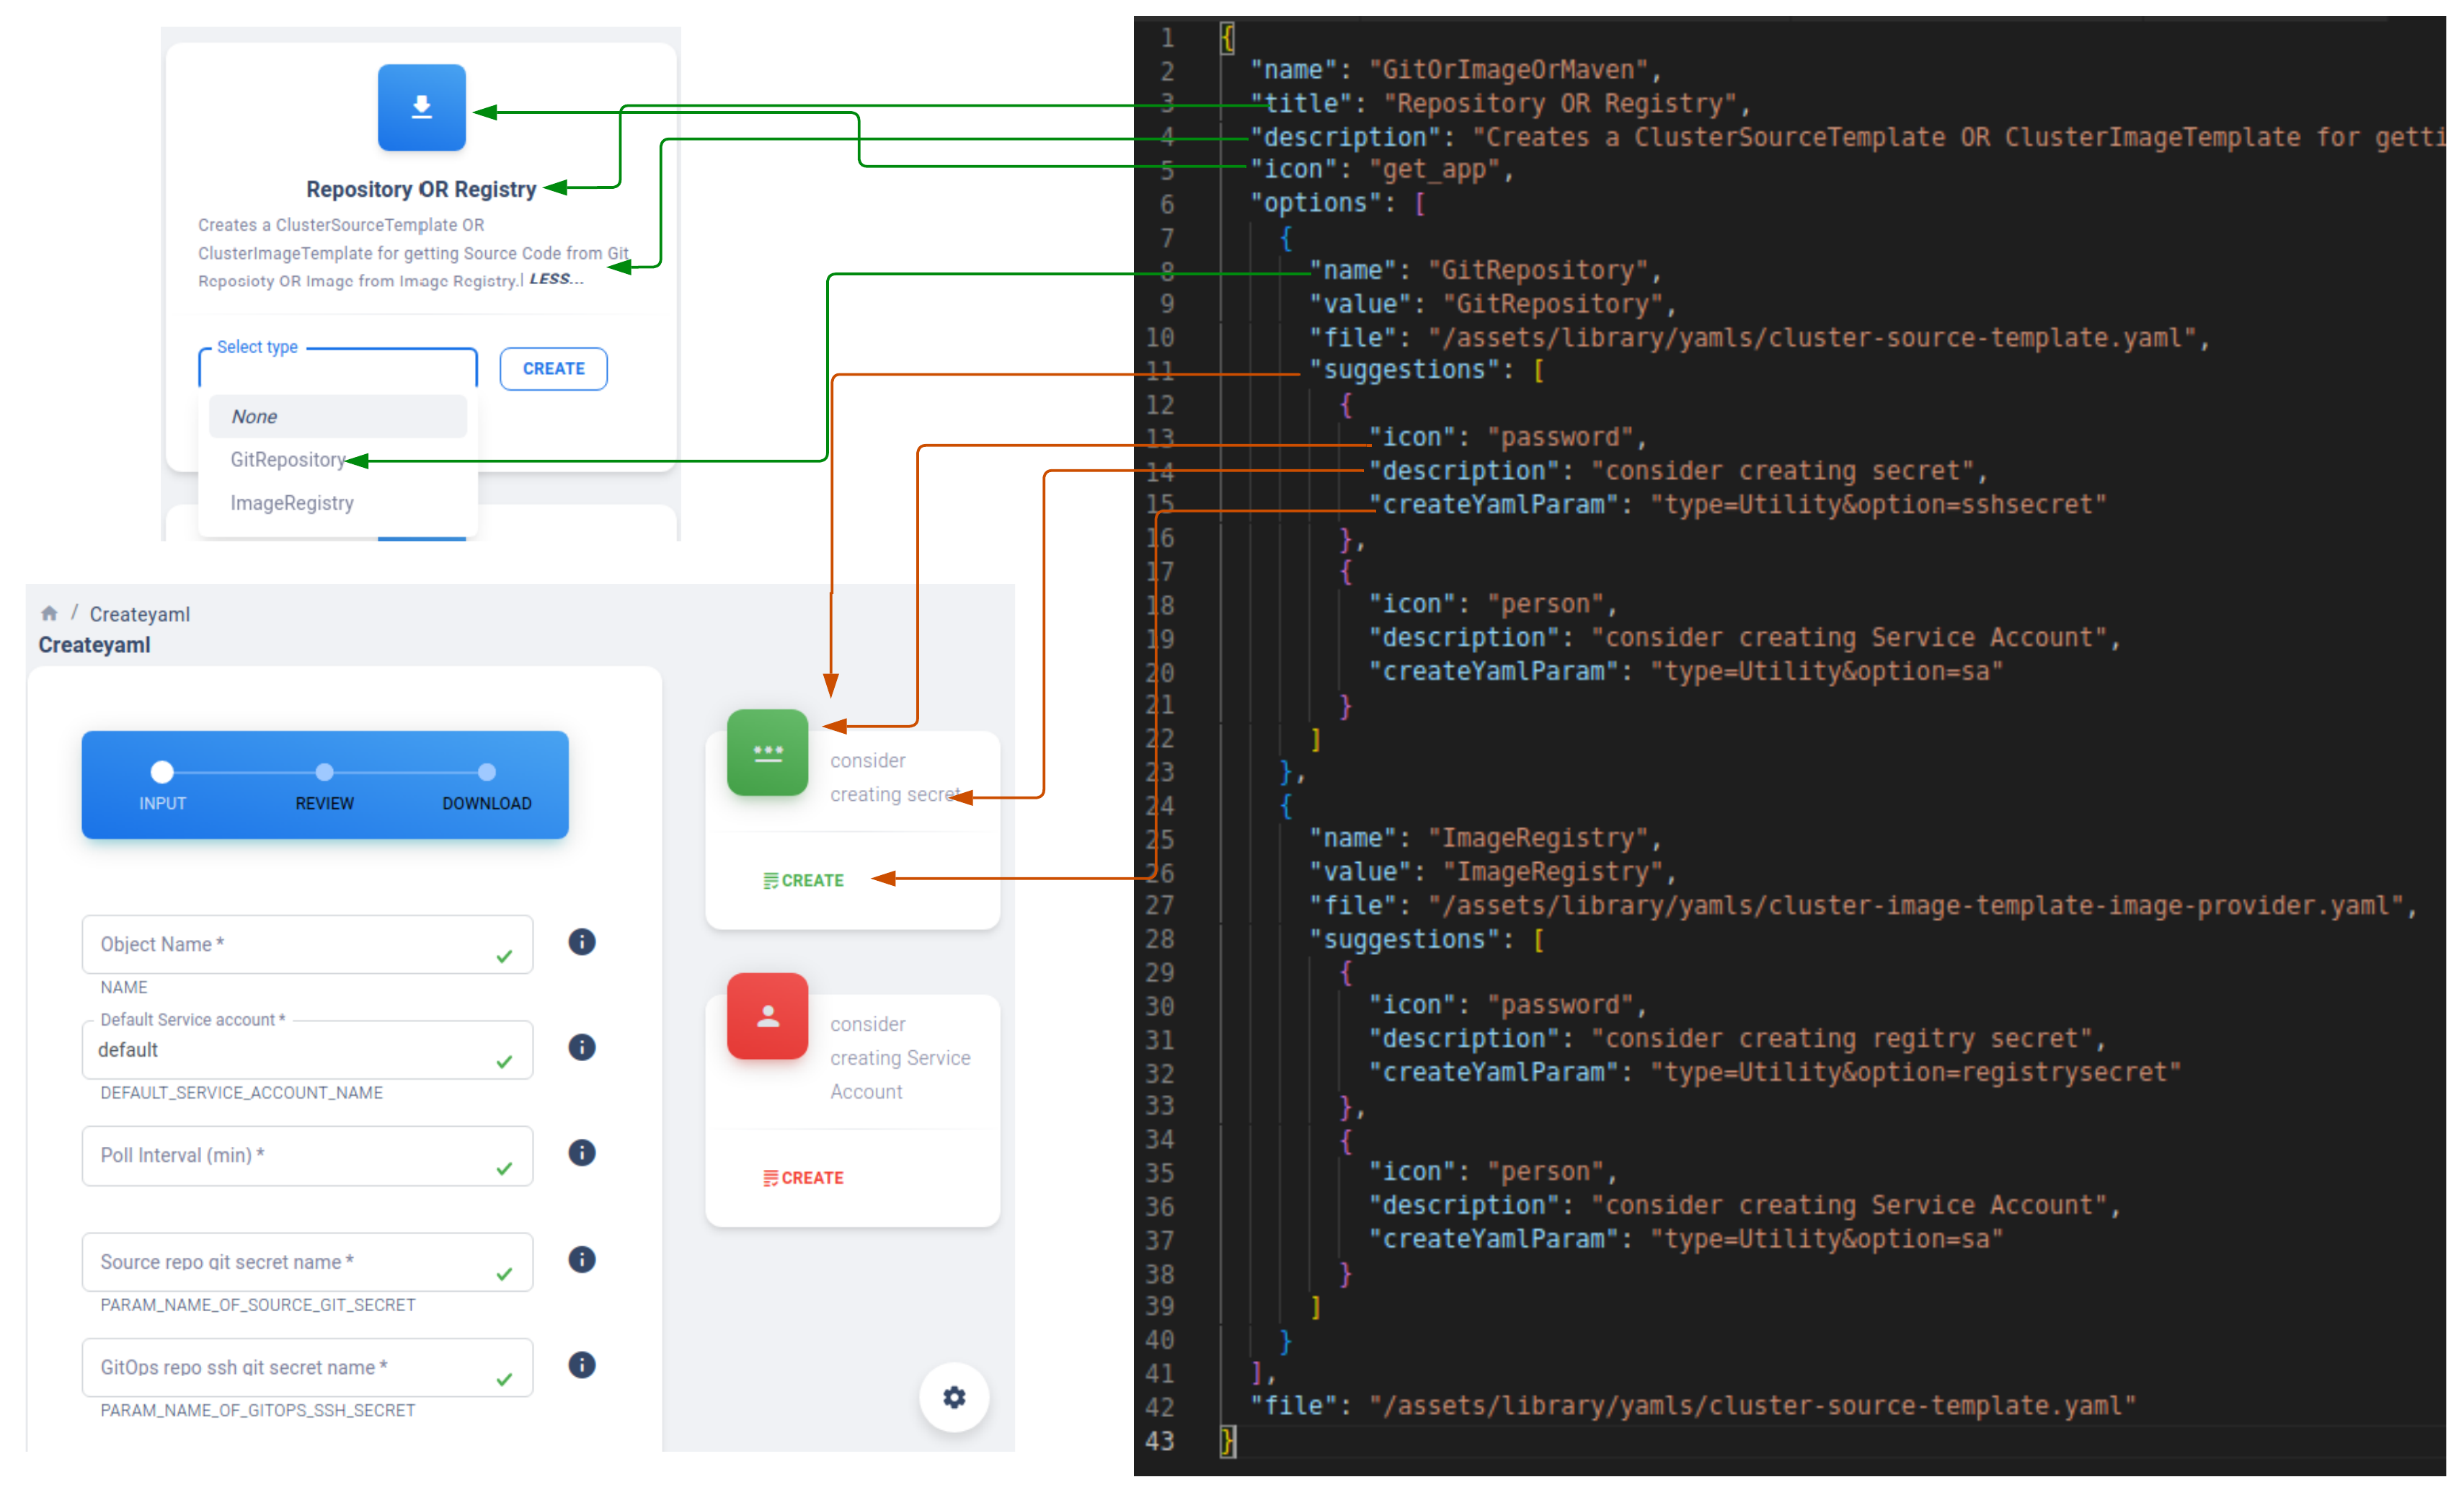 Repository OR Registry
Creates a ClusterSourceTemplate OR
ClusterImageTemplate for getting Source Code from Git
Reposioty OR Image from Image Registry.| LESS...
Select type
CREATE
None
GitRepository
ImageRegistry
/ Createyaml
Createyaml
INPUT
REVIEW
DOWNLOAD
Object Name *
NAME
Default Service account *
default
DEFAULT_SERVICE_ACCOUNT_NAME
Poll Interval (min) *
Source repo git secret name *
PARAM_NAME_OF_SOURCE_GIT_SECRET
GitOps repo ssh git secret name *
PARAM_NAME_OF_GITOPS_SSH_SECRET
consider
creating secret
CREATE
consider
creating Service
Account
CREATE
1 {
2 "name": "GitOrImageOrMaven",
3 "title": "Repository OR Registry",
4 "description": "Creates a ClusterSourceTemplate OR ClusterImageTemplate for getti
5 "icon": "get_app",
6 "options": [
7 {
8 "name": "GitRepository",
9 "value": "GitRepository",
10 "file": "/assets/library/yamls/cluster-source-template.yaml",
11 "suggestions": [
12 {
13 "icon": "password",
14 "description": "consider creating secret",
15 "createYamlParam": "type=Utility&option=sshsecret"
16 },
17 {
18 "icon": "person",
19 "description": "consider creating Service Account",
20 "createYamlParam": "type=Utility&option=sa"
21 }
22 ]
23 },
24 {
25 "name": "ImageRegistry",
26 "value": "ImageRegistry",
27 "file": "/assets/library/yamls/cluster-image-template-image-provider.yaml",
28 "suggestions": [
29 {
30 "icon": "password",
31 "description": "consider creating regitry secret",
32 "createYamlParam": "type=Utility&option=registrysecret"
33 },
34 {
35 "icon": "person",
36 "description": "consider creating Service Account",
37 "createYamlParam": "type=Utility&option=sa"
38 }
39 ]
40 }
41 ],
42 "file": "/assets/library/yamls/cluster-source-template.yaml"
43 }